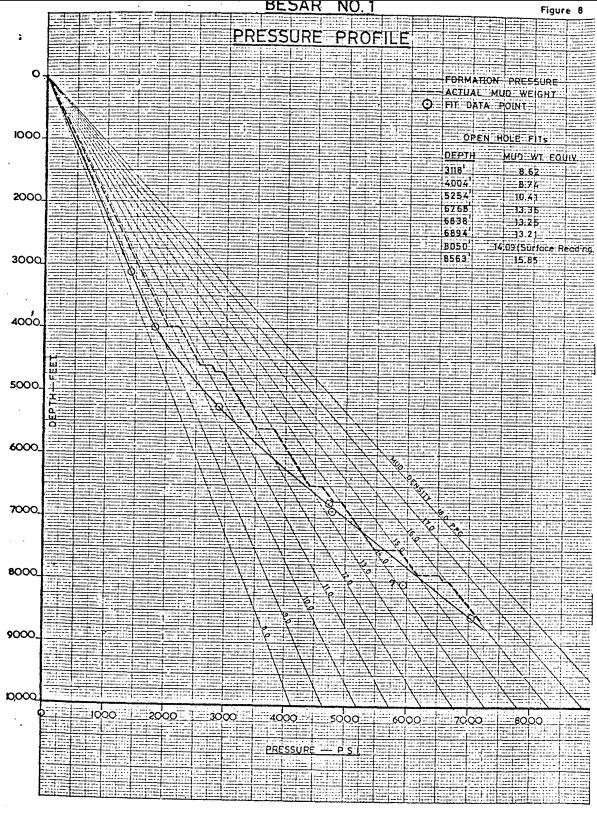 BESAR NO.1
Figure 8
PRESSURE PROFILE
FORMATION PRESSURE
ACTUAL MUD WEIGHT
FIT DATA POINT
OPEN HOLE FITs
DEPTH MUD WT. EQUIV.
3118' 8.62
4004' 8.74
5254' 10.41
6768' 13.36
6838' 13.26
6894' 13.21
8050' 14.09 (Surface Reading
8563' 15.85
0
1000
2000
3000
4000
5000
6000
7000
8000
9000
10,000
DEPTH — FEET
MUD DENSITY — 18.0 PPG
17.0
16.0
15.0
14.0
13.0
12.0
11.0
10.0
9.0
8.0
0 1000 2000 3000 4000 5000 6000 7000 8000
PRESSURE — P S I